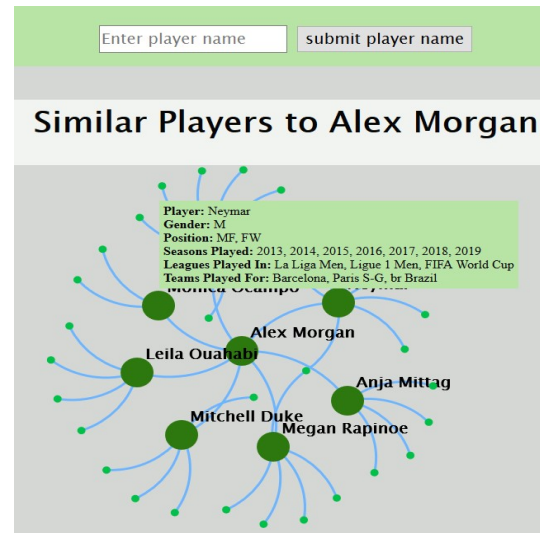 Enter player name
submit player name
Similar Players to Alex Morgan
Player: Neymar
Gender: M
Position: MF, FW
Seasons Played: 2013, 2014, 2015, 2016, 2017, 2018, 2019
Leagues Played In: La Liga Men, Ligue 1 Men, FIFA World Cup
Teams Played For: Barcelona, Paris S-G, br Brazil
Monica Ocampo
Alex Morgan
Leila Ouahabi
Anja Mittag
Mitchell Duke
Megan Rapinoe